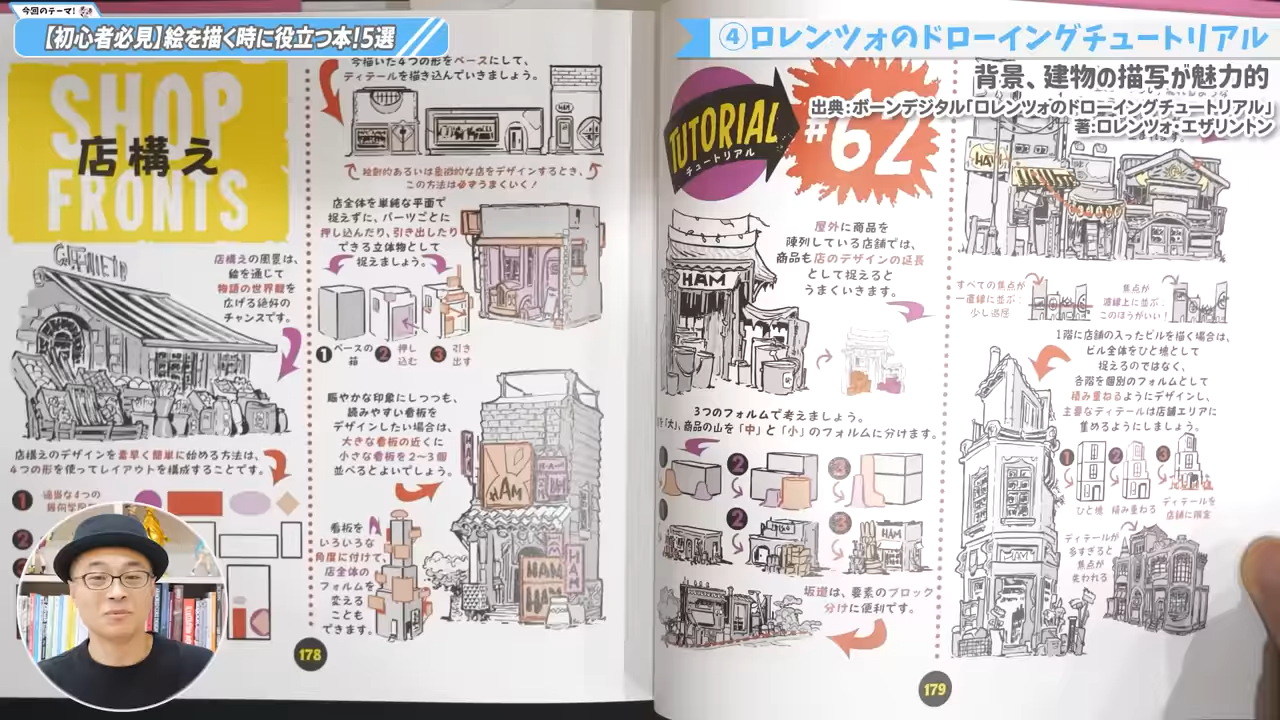 今回のテーマ!
【初心者必見】絵を描く時に役立つ本!5選
④ロレンツォのドローイングチュートリアル
背景、建物の描写が魅力的
出典:ボーンデジタル「ロレンツォのドローイングチュートリアル」
著:ロレンツォ・エザリントン
SHOP
FRONTS
店構え
店構えの風景は、
絵を通じて
物語の世界観を
広げる絶好の
チャンスです。
店構えのデザインを素早く簡単に始める方法は、
4つの形を使ってレイアウトを構成することです。
1
適当な4つの
2
今描いた4つの形をベースにして、
ディテールを描き込んでいきましょう。
HAM
独創的あるいは象徴的な店をデザインするとき、
この方法は必ずうまくいく!
店全体を単純な平面で
捉えずに、パーツごとに
押し込んだり、引き出したり
できる立体物として
捉えましょう。
1 ベースの
箱
2 押し
込む
3 引き
出す
賑やかな印象にしつつも、
読みやすい看板を
デザインしたい場合は、
大きな看板の近くに
小さな看板を2〜3個
並べるとよいでしょう。
HAM
HAM
HAM
看板を
いろいろな
角度に付けて、
店全体の
フォルムを
変える
ことも
できます。
178
TUTORIAL
チュートリアル
#62
HAM
屋外に商品を
陳列している店舗では、
商品も店のデザインの延長
として捉えると
うまくいきます。
3つのフォルムで考えましょう。
を「大」、商品の山を「中」と「小」のフォルムに分けます。
2
3
2
3
坂道は、要素のブロック
分けに便利です。
HAM
すべての焦点が
一直線に並ぶ:
少し退屈
焦点が
波線上に並ぶ:
このほうがいい!
1階に店舗の入ったビルを描く場合は、
ビル全体をひと塊として
捉えるのではなく、
各階を個別のフォルムとして
積み重ねるようにデザインし、
主要なディテールは店舗エリアに
集めるようにしましょう。
1
2
3
ひと塊
積み重ねる
ディテールを
店舗に限定
HAM
ディテールが
多すぎると
焦点が
失われる
179